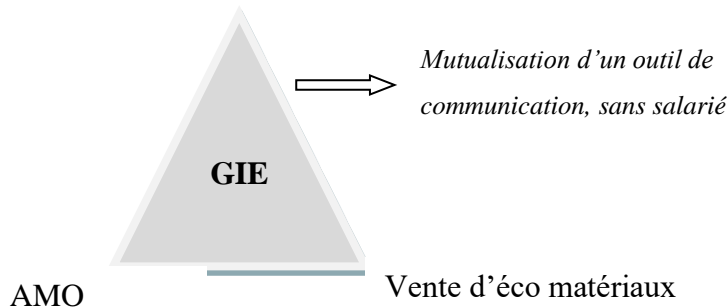 Mutualisation d’un outil de
communication, sans salarié
GIE
AMO
Vente d’éco matériaux